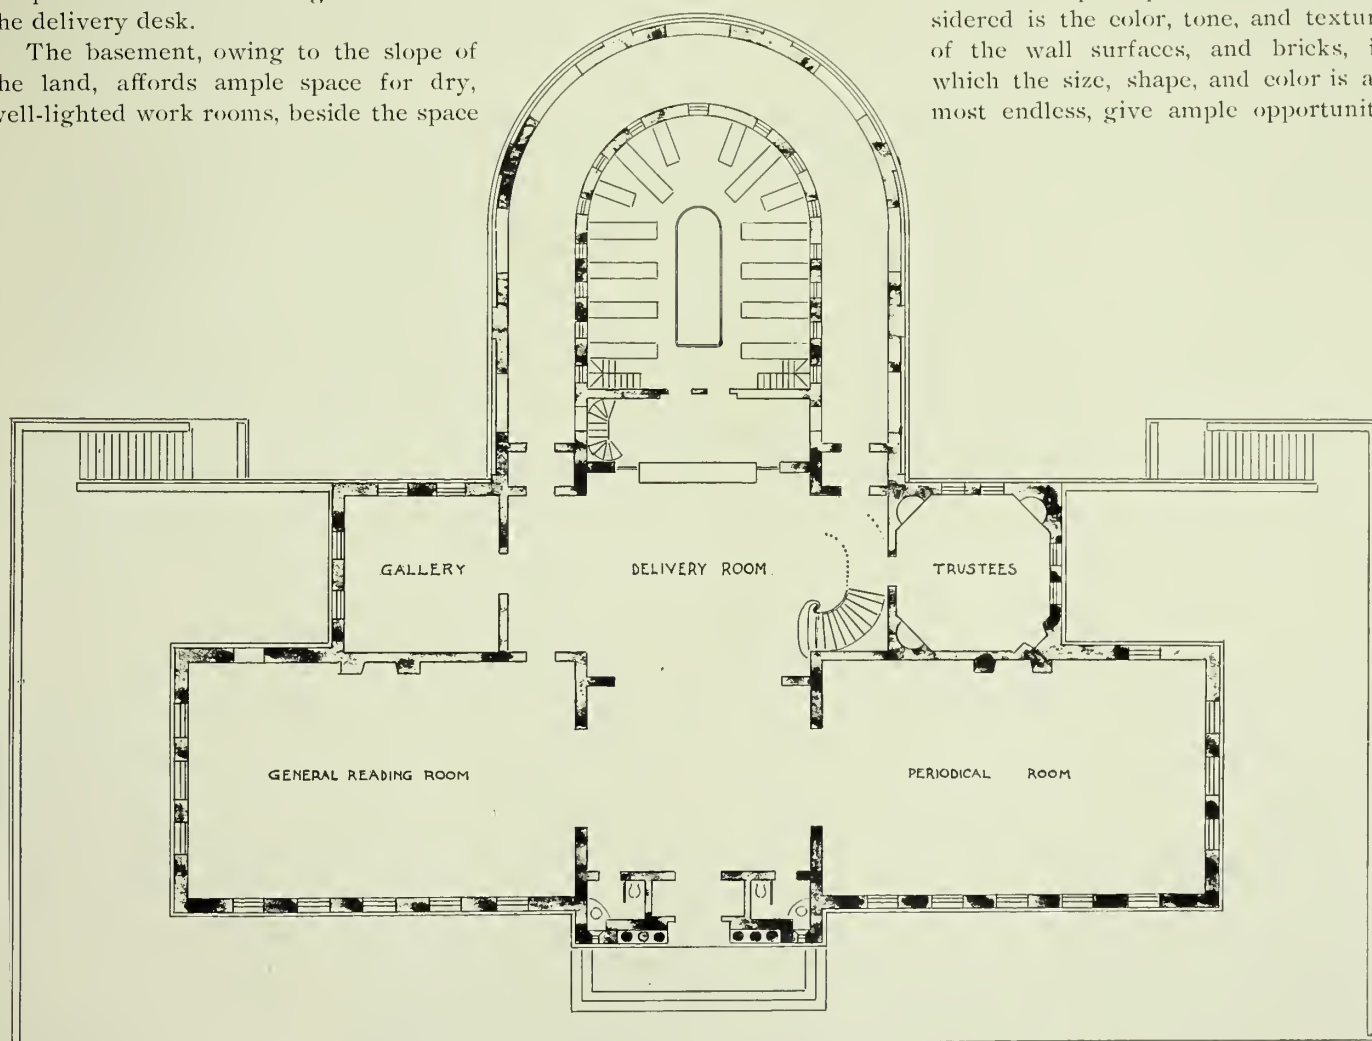 he delivery desk.
The basement, owing to the slope of
he land, affords ample space for dry,
well-lighted work rooms, beside the space
sidered is the color, tone, and textur
of the wall surfaces, and bricks, i
which the size, shape, and color is a
most endless, give ample opportunit
GALLERY
DELIVERY ROOM.
TRUSTEES
GENERAL READING ROOM
PERIODICAL ROOM